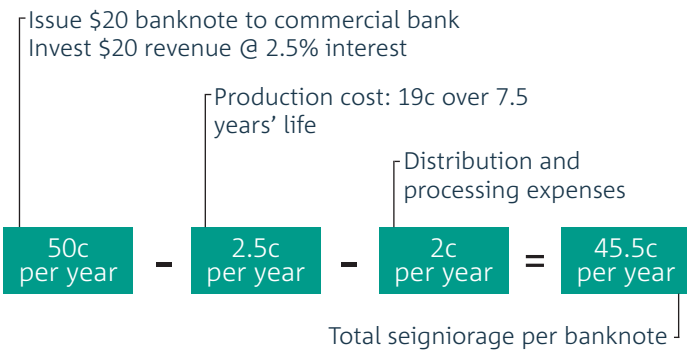 Issue $20 banknote to commercial bank
Invest $20 revenue @ 2.5% interest
Production cost: 19c over 7.5
years’ life
Distribution and
processing expenses
50c
per year
-
2.5c
per year
-
2c
per year
=
45.5c
per year
Total seigniorage per banknote